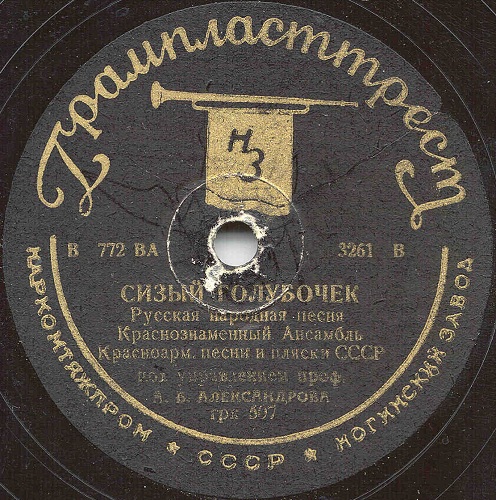 Грампласттрест
НЗ
В 772 ВА 3261 В
СИЗЫЙ ГОЛУБОЧЕК
Русская народная песня
Краснознаменный Ансамбль
Красноарм. песни и пляски СССР
под управлением проф.
А. В. АЛЕКСАНДРОВА
грк 507
НАРКОМТЯЖПРОМ ★ СССР ★ НОГИНСКИЙ ЗАВОД